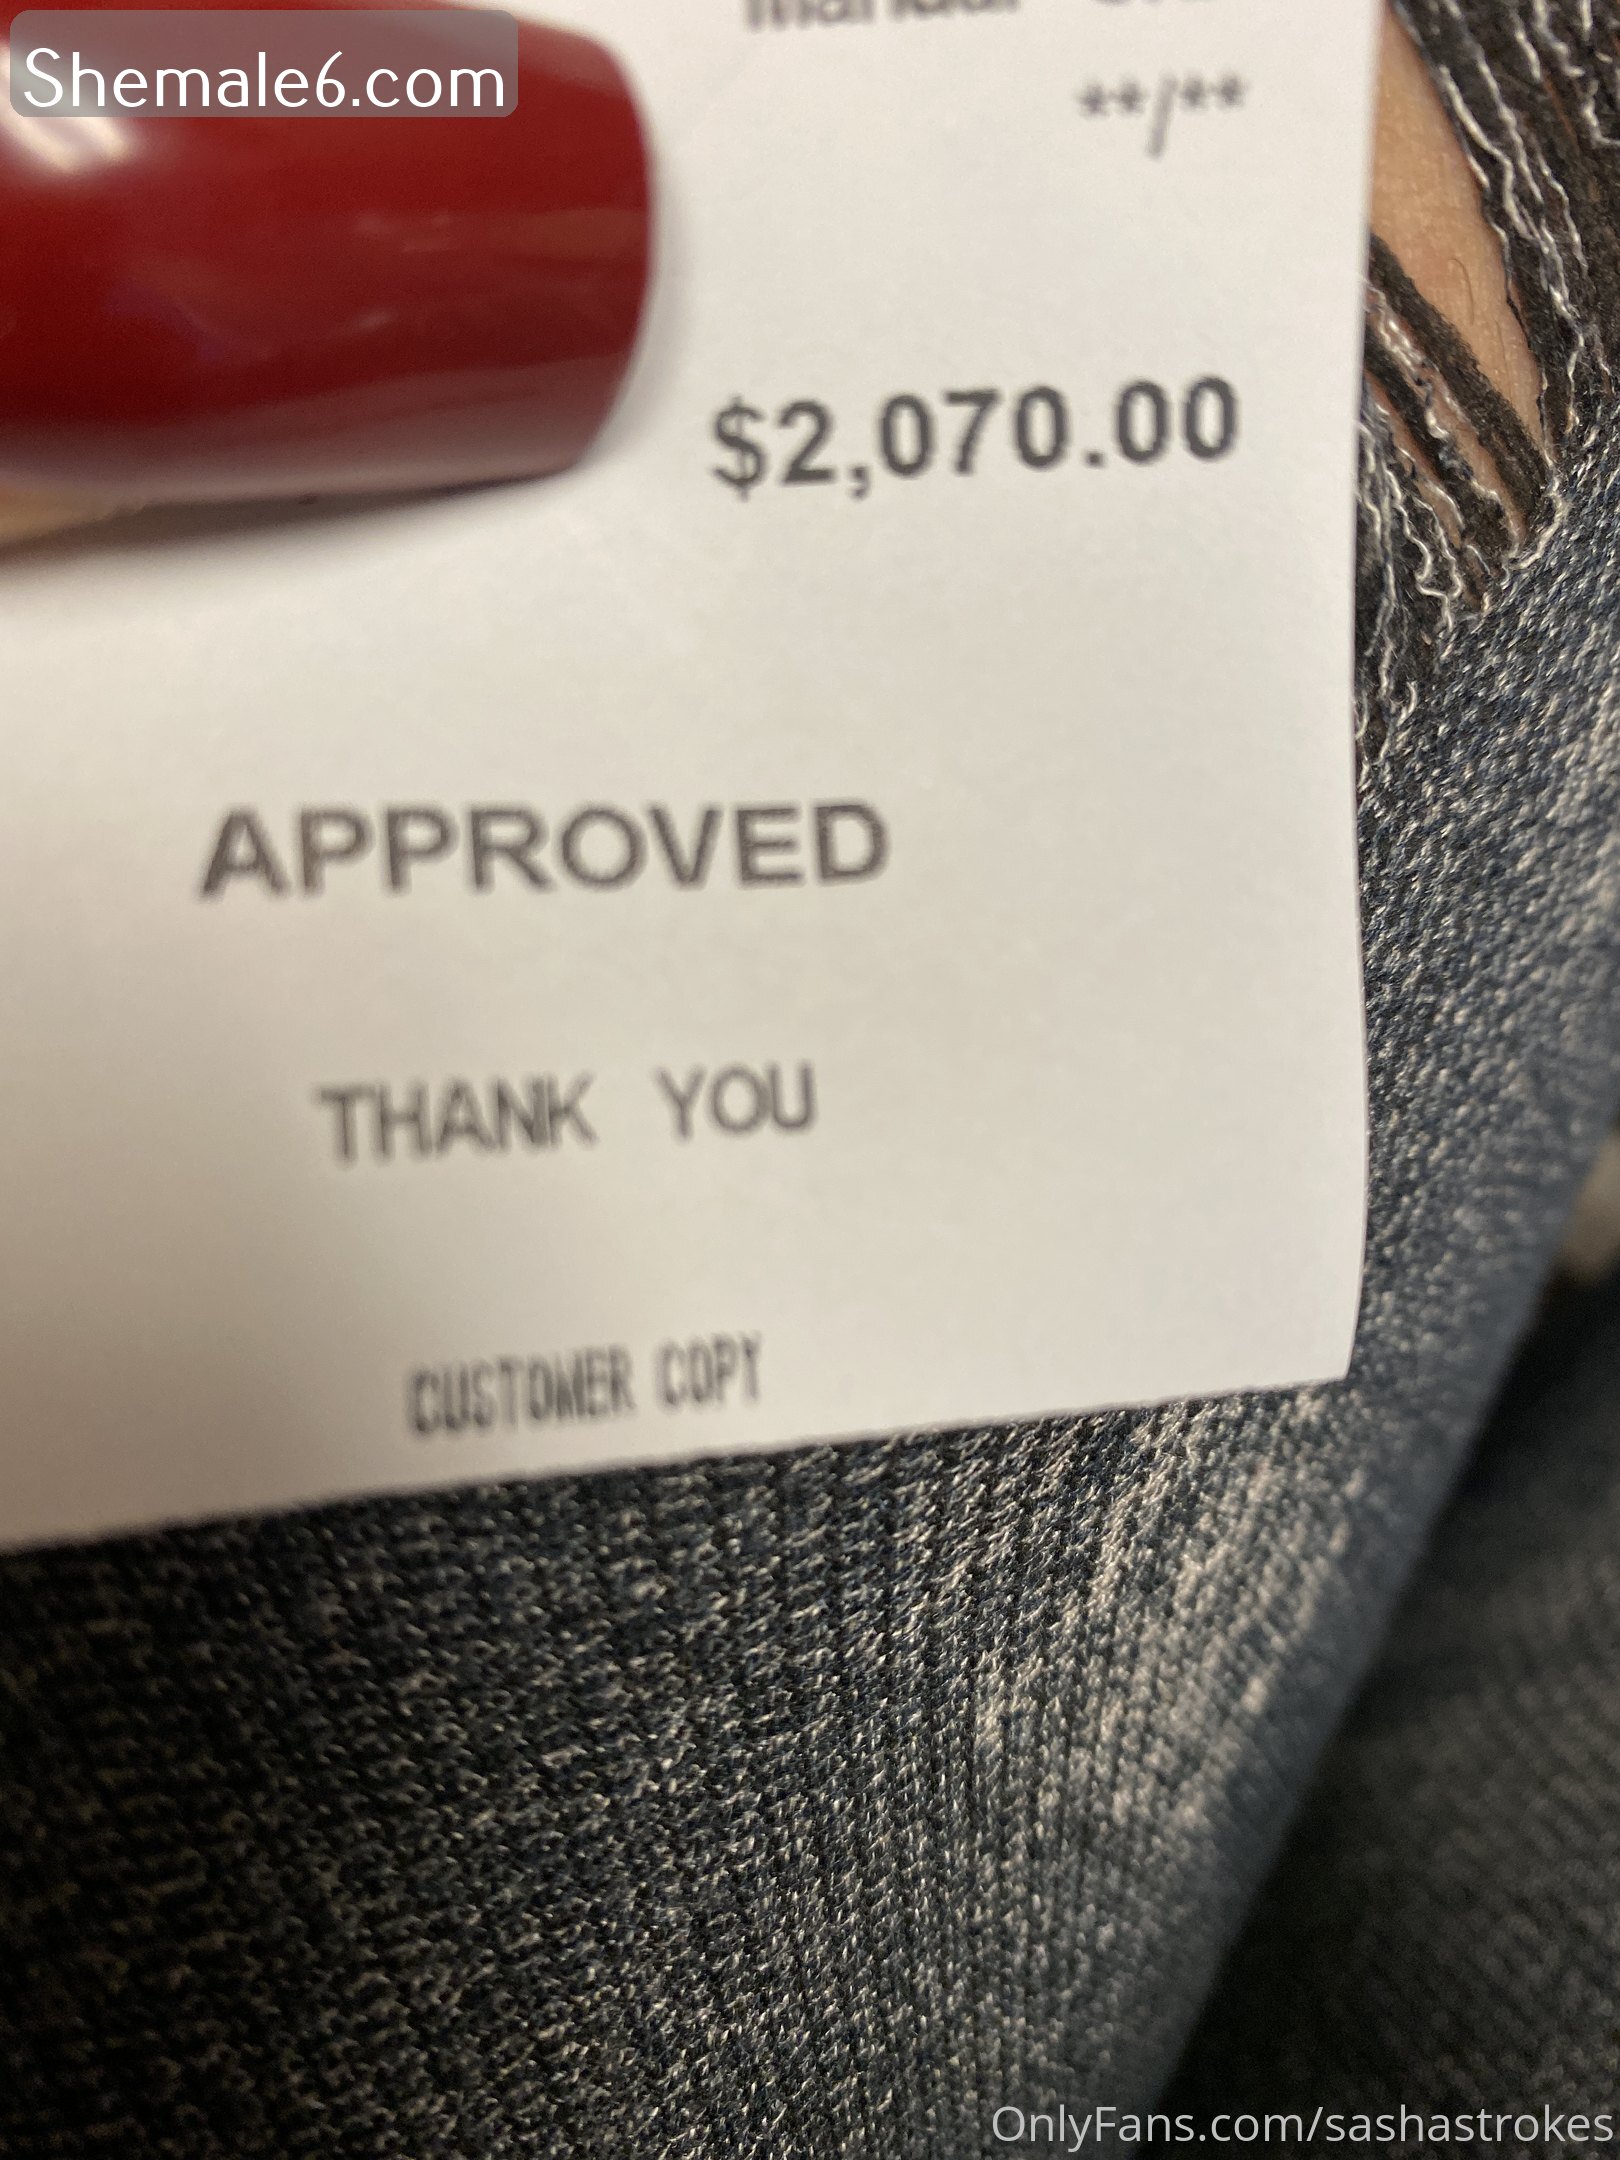 Shemale6.com
**/**
$2,070.00
APPROVED
THANK YOU
CUSTOMER COPY
OnlyFans.com/sashastrokes